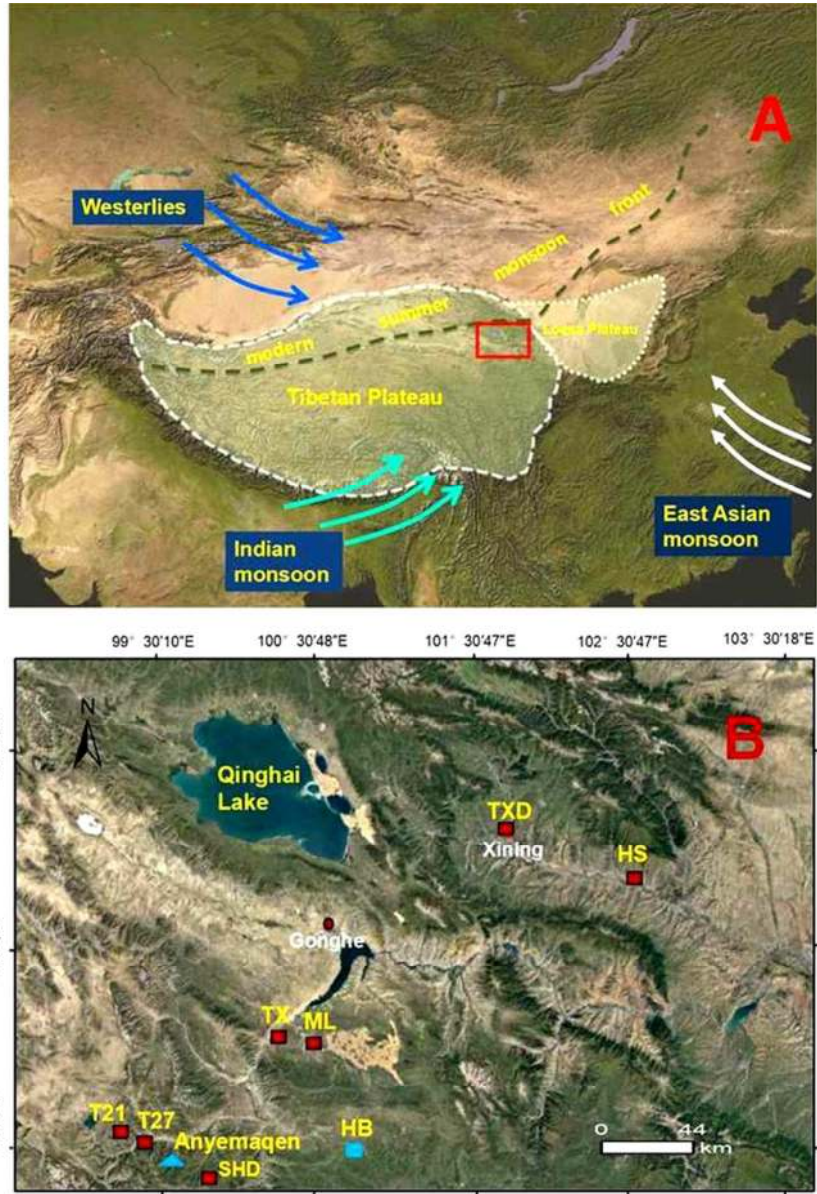 A
Westerlies
front
monsoon
summer
Loess Plateau
modern
Tibetan Plateau
Indian
monsoon
East Asian
monsoon
99° 30'10"E
100° 30'48"E
101° 30'47"E
102° 30'47"E
103° 30'18"E
N
B
Qinghai
Lake
TXD
Xining
HS
Gonghe
TX
ML
T21
T27
Anyemaqen
HB
SHD
0
44
km